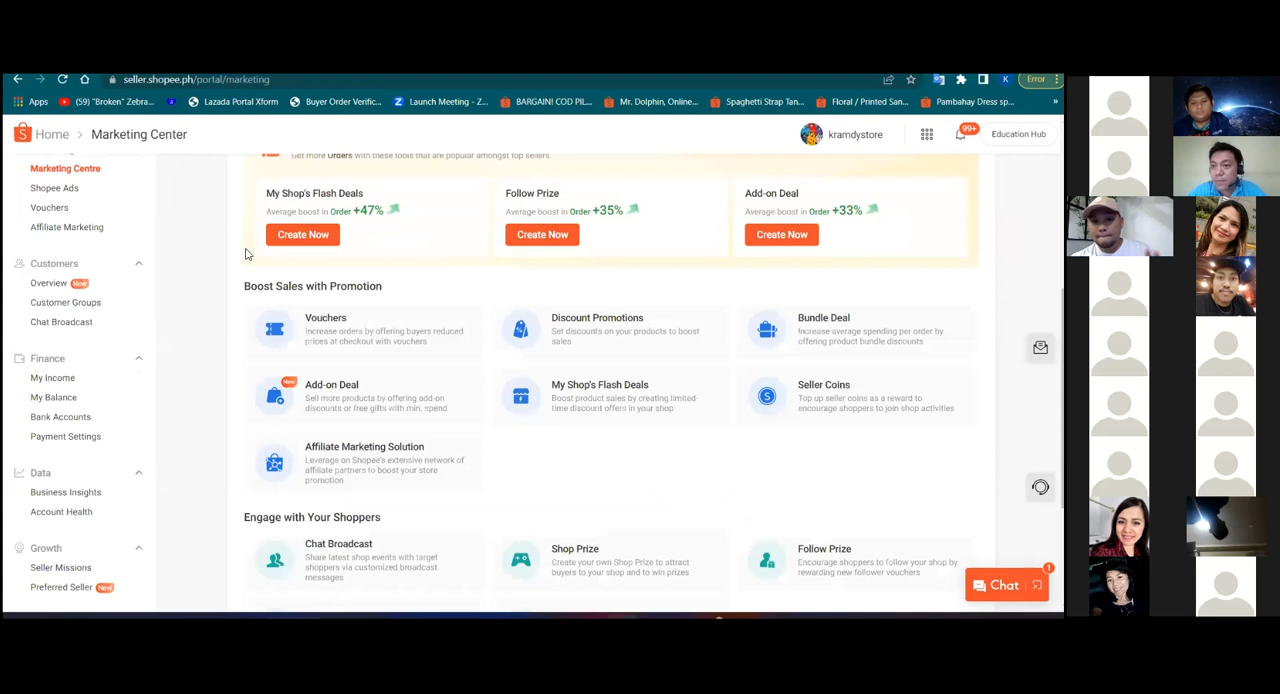 seller.shopee.ph/portal/marketing
Error
Apps
(59) "Broken" Zebra...
Lazada Portal Xform
Buyer Order Verific...
Launch Meeting - Z...
BARGAIN! COD PIL...
Mr. Dolphin, Online...
Spaghetti Strap Tan...
Floral / Printed San...
Pambahay Dress sp...
»
Home > Marketing Center
kramdystore
99+
Education Hub
Marketing Centre
Shopee Ads
Vouchers
Affiliate Marketing
Customers
Overview New
Customer Groups
Chat Broadcast
Finance
My Income
My Balance
Bank Accounts
Payment Settings
Data
Business Insights
Account Health
Growth
Seller Missions
Preferred Seller New
Get more Orders with these tools that are popular amongst top sellers.
My Shop's Flash Deals
Average boost in Order +47%
Create Now
Follow Prize
Average boost in Order +35%
Create Now
Add-on Deal
Average boost in Order +33%
Create Now
Boost Sales with Promotion
Vouchers
Increase orders by offering buyers reduced
prices at checkout with vouchers
Discount Promotions
Set discounts on your products to boost
sales
Bundle Deal
Increase average spending per order by
offering product bundle discounts
New
Add-on Deal
Sell more products by offering add-on
discounts or free gifts with min. spend
My Shop's Flash Deals
Boost product sales by creating limited-
time discount offers in your shop
Seller Coins
Top up seller coins as a reward to
encourage shoppers to join shop activities
Affiliate Marketing Solution
Leverage on Shopee's extensive network of
affiliate partners to boost your store
promotion
Engage with Your Shoppers
Chat Broadcast
Share latest shop events with target
shoppers via customized broadcast
messages
Shop Prize
Create your own Shop Prize to attract
buyers to your shop and to win prizes
Follow Prize
Encourage shoppers to follow your shop by
rewarding new follower vouchers
Chat
1